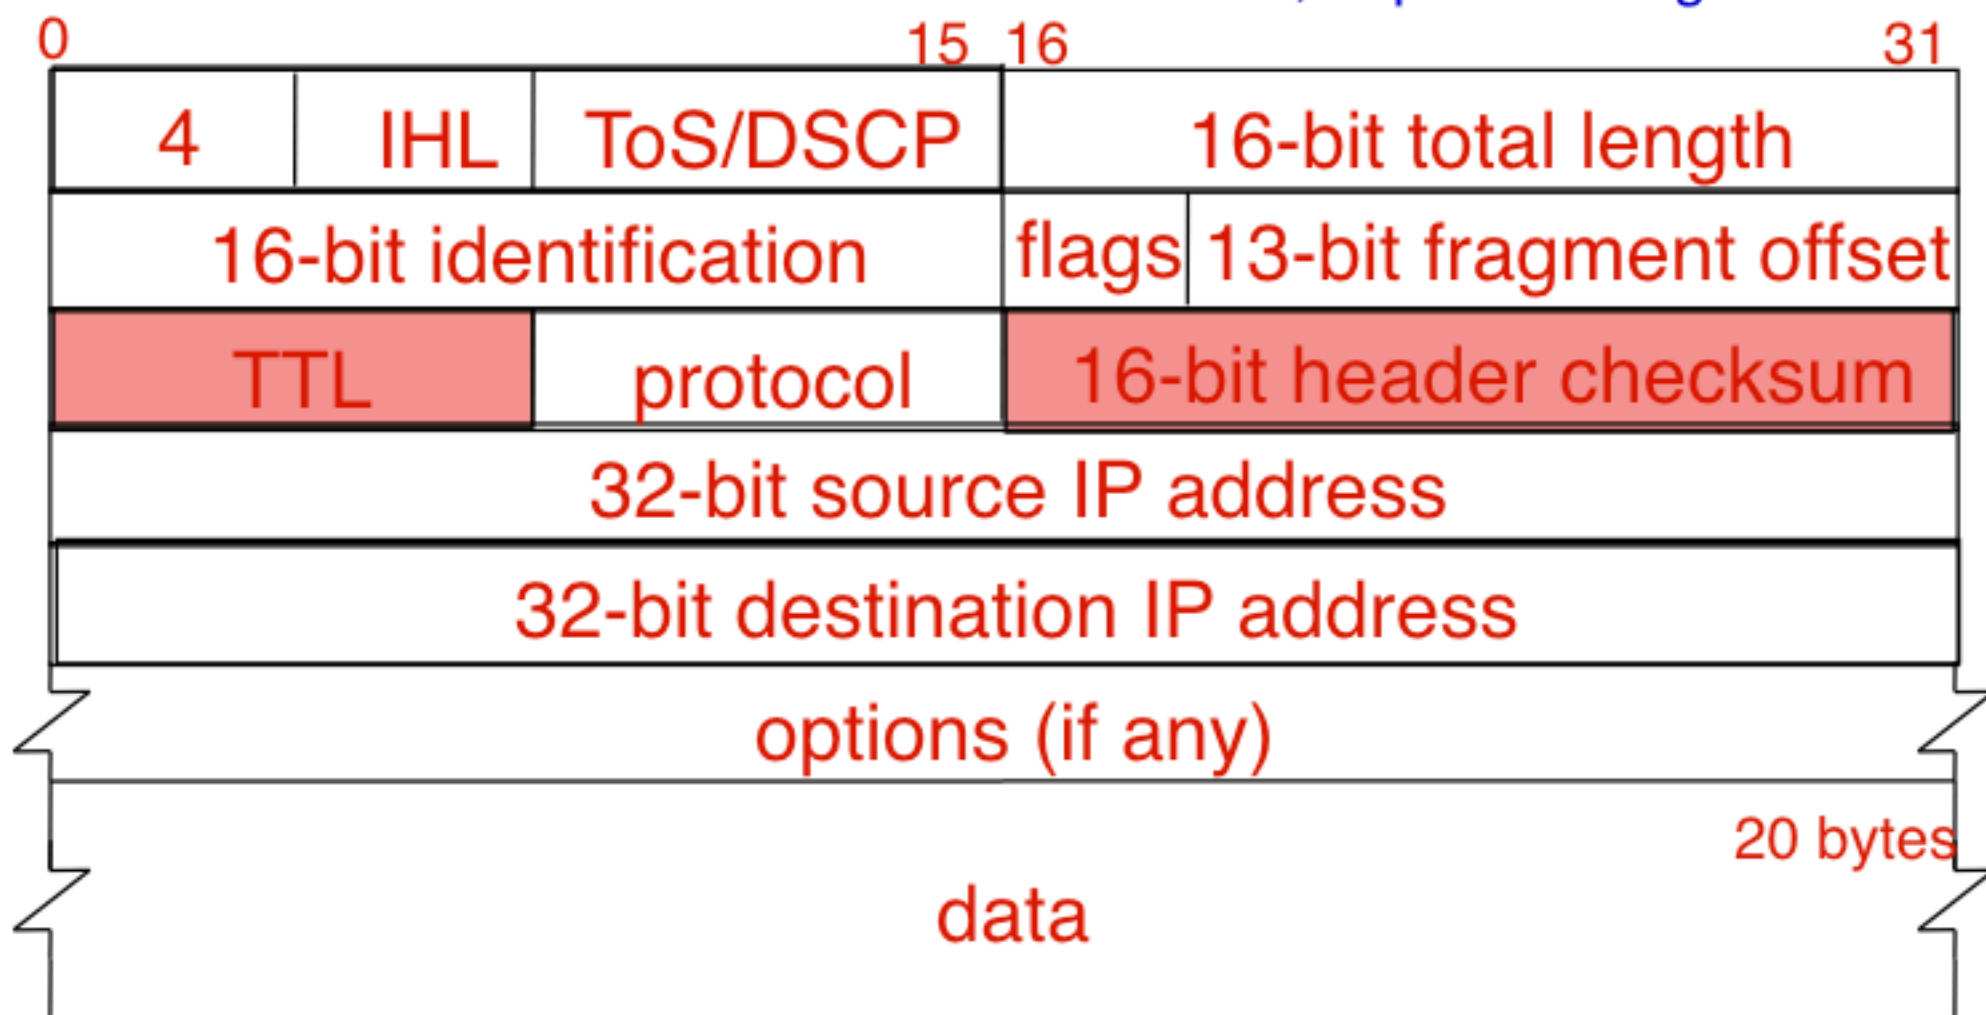 0 15 16 31
4 IHL ToS/DSCP 16-bit total length
16-bit identification flags 13-bit fragment offset
TTL protocol 16-bit header checksum
32-bit source IP address
32-bit destination IP address
options (if any)
20 bytes
data